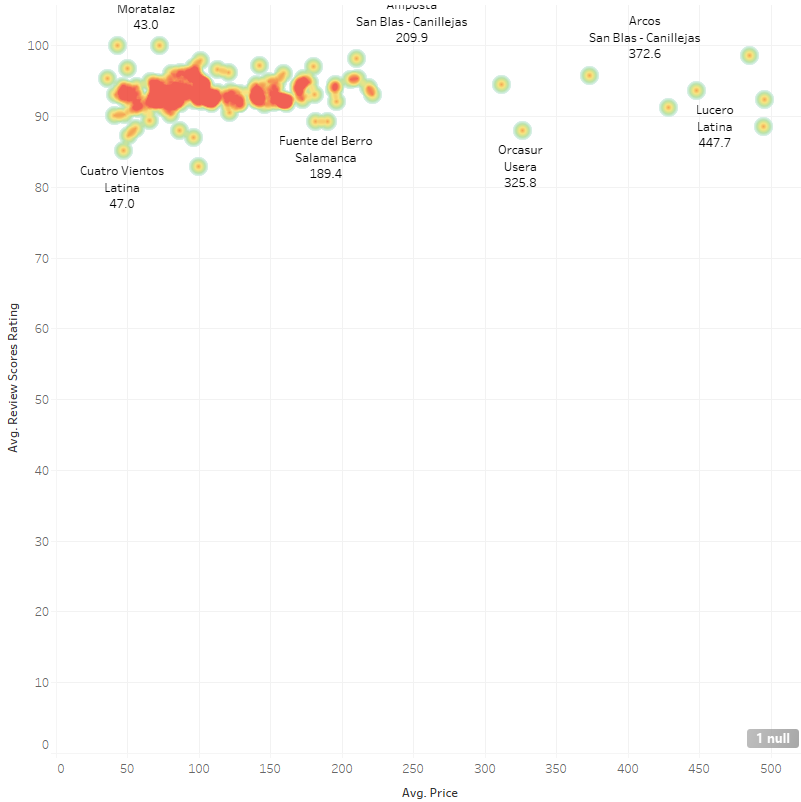 Moratalaz
43.0
Amposta
San Blas - Canillejas
209.9
Arcos
San Blas - Canillejas
372.6
Lucero
Latina
447.7
Fuente del Berro
Salamanca
189.4
Orcasur
Usera
325.8
Cuatro Vientos
Latina
47.0
100
90
80
70
60
50
40
30
20
10
0
Avg. Review Scores Rating
1 null
0
50
100
150
200
250
300
350
400
450
500
Avg. Price